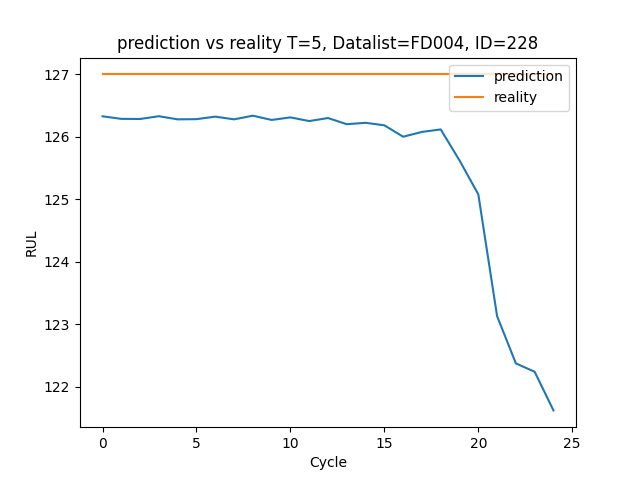 prediction vs reality T=5, Datalist=FD004, ID=228
prediction
reality
127
126
125
124
123
122
RUL
0 5 10 15 20 25
Cycle